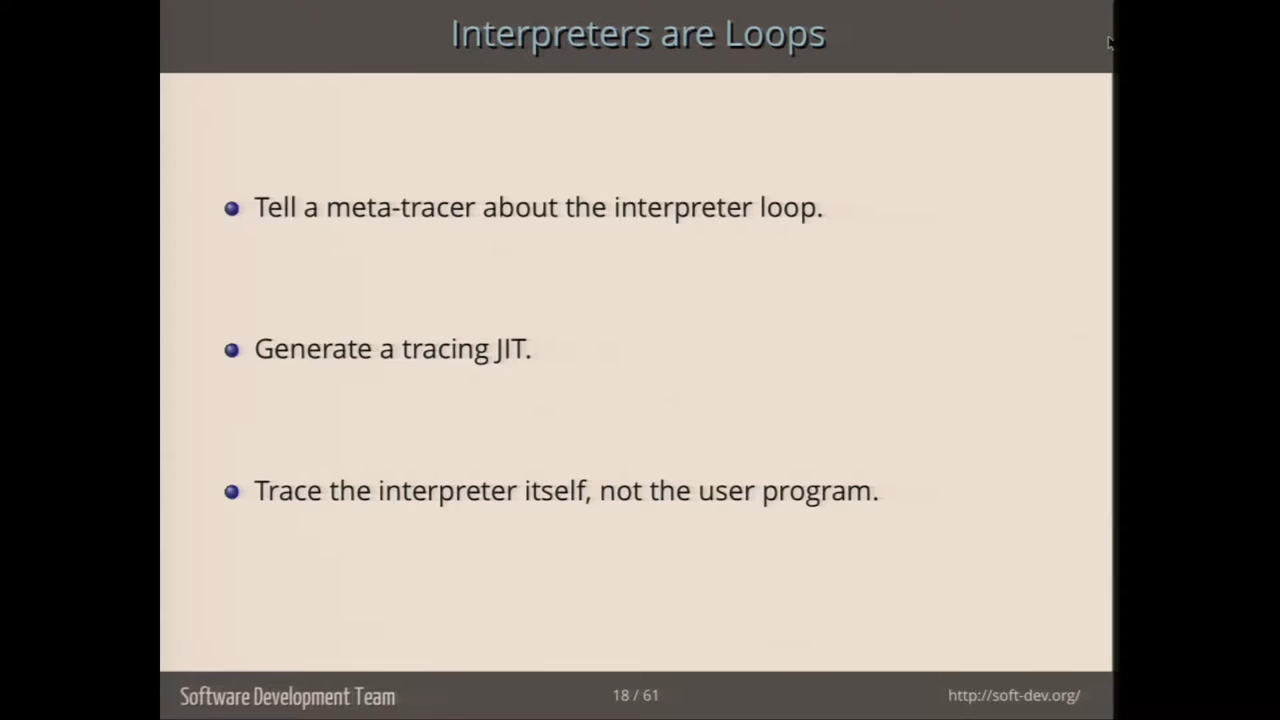 Interpreters are Loops
Tell a meta-tracer about the interpreter loop.
Generate a tracing JIT.
Trace the interpreter itself, not the user program.
Software Development Team
18 / 61
http://soft-dev.org/